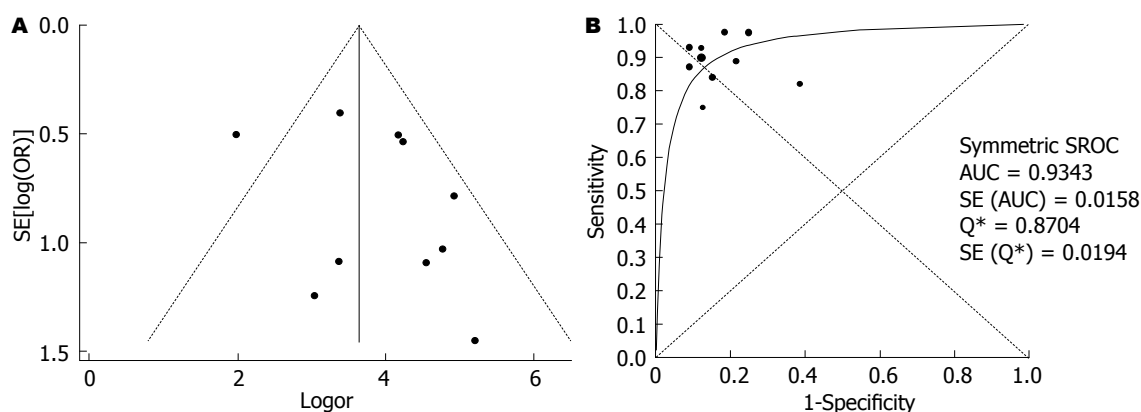 A
0.0
0.5
1.0
1.5
SE[log(OR)]
0
2
4
6
Logor
B
1.0
0.9
0.8
0.7
0.6
0.5
0.4
0.3
0.2
0.1
0.0
Sensitivity
0
0.2
0.4
0.6
0.8
1.0
1-Specificity
Symmetric SROC
AUC = 0.9343
SE (AUC) = 0.0158
Q* = 0.8704
SE (Q*) = 0.0194